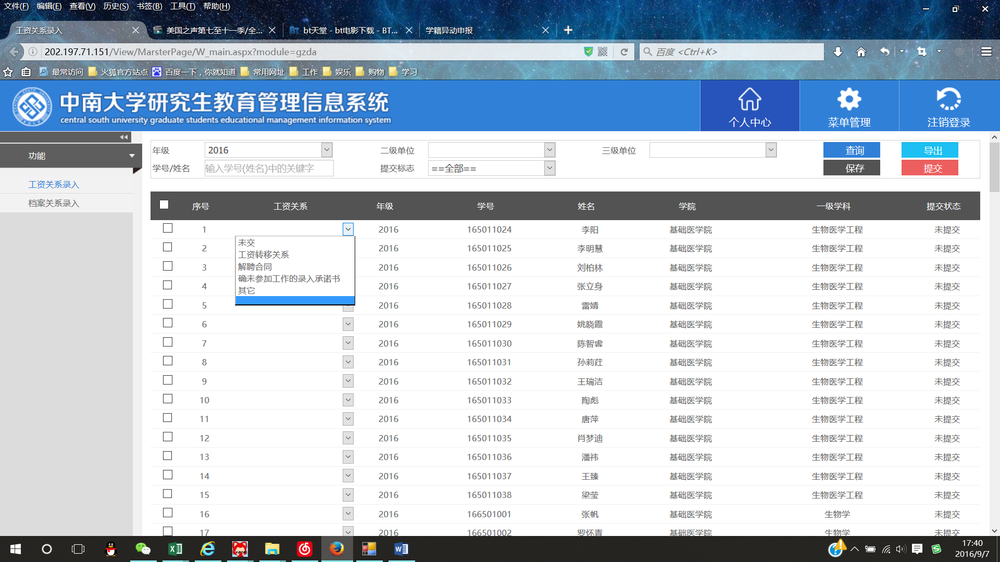 文件(F) 编辑(E) 查看(V) 历史(S) 书签(B) 工具(T) 帮助(H)
工资关系录入 美国之声第七至十一季/全... bt天堂 - bt电影下载 - BT... 学籍异动申报
202.197.71.151/View/MarsterPage/W_main.aspx?module=gzda 百度 <Ctrl+K>
最常访问 火狐官方站点 百度一下，你就知道 常用网址 工作 娱乐 购物 学习
中南大学研究生教育管理信息系统
central south university graduate students educational management information system
个人中心 菜单管理 注销登录
功能
工资关系录入
档案关系录入
年级 2016 二级单位 三级单位 查询 导出
学号/姓名 输入学号(姓名)中的关键字 提交标志 ==全部== 保存 提交
序号 工资关系 年级 学号 姓名 学院 一级学科 提交状态
1 2016 165011024 李阳 基础医学院 生物医学工程 未提交
未交
工资转移关系
解聘合同
确未参加工作的录入承诺书
其它
2 2016 165011025 李明慧 基础医学院 生物医学工程 未提交
3 2016 165011026 刘柏林 基础医学院 生物医学工程 未提交
4 2016 165011027 张立身 基础医学院 生物医学工程 未提交
5 2016 165011028 雷婧 基础医学院 生物医学工程 未提交
6 2016 165011029 姚晓霞 基础医学院 生物医学工程 未提交
7 2016 165011030 陈智睿 基础医学院 生物医学工程 未提交
8 2016 165011031 孙莉荭 基础医学院 生物医学工程 未提交
9 2016 165011032 王瑞洁 基础医学院 生物医学工程 未提交
10 2016 165011033 陶彪 基础医学院 生物医学工程 未提交
11 2016 165011034 唐萍 基础医学院 生物医学工程 未提交
12 2016 165011035 肖梦迪 基础医学院 生物医学工程 未提交
13 2016 165011036 潘祎 基础医学院 生物医学工程 未提交
14 2016 165011037 王臻 基础医学院 生物医学工程 未提交
15 2016 165011038 梁莹 基础医学院 生物医学工程 未提交
16 2016 166501001 张帆 基础医学院 生物学 未提交
17 2016 166501002 罗怀青 基础医学院 生物学 未提交
17:40
2016/9/7